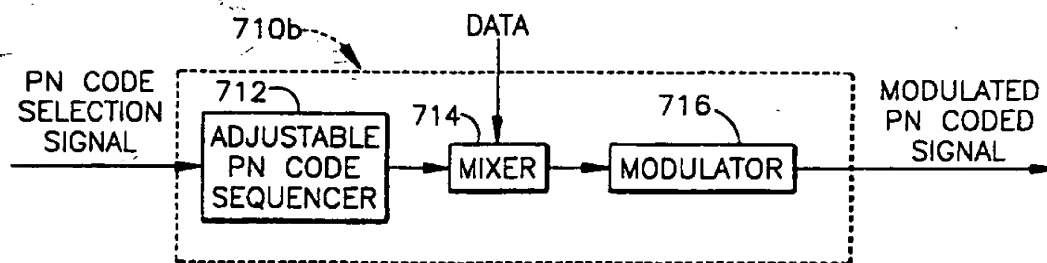 710b
DATA
PN CODE
SELECTION
SIGNAL
712
ADJUSTABLE
PN CODE
SEQUENCER
714
MIXER
716
MODULATOR
MODULATED
PN CODED
SIGNAL